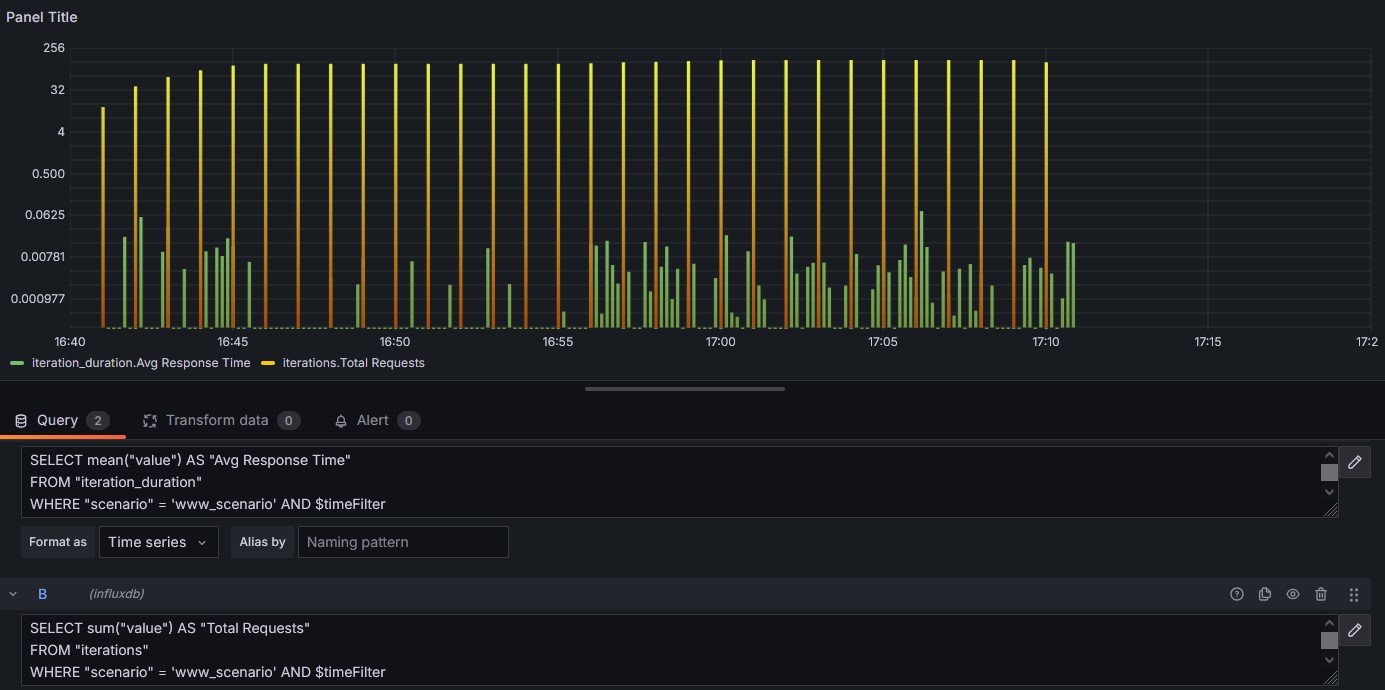 Panel Title
256
32
4
0.500
0.0625
0.00781
0.000977
16:40 16:45 16:50 16:55 17:00 17:05 17:10 17:15 17:2
iteration_duration.Avg Response Time iterations.Total Requests
Query 2 Transform data 0 Alert 0
SELECT mean("value") AS "Avg Response Time"
FROM "iteration_duration"
WHERE "scenario" = 'www_scenario' AND $timeFilter
Format as Time series Alias by Naming pattern
B (influxdb)
SELECT sum("value") AS "Total Requests"
FROM "iterations"
WHERE "scenario" = 'www_scenario' AND $timeFilter